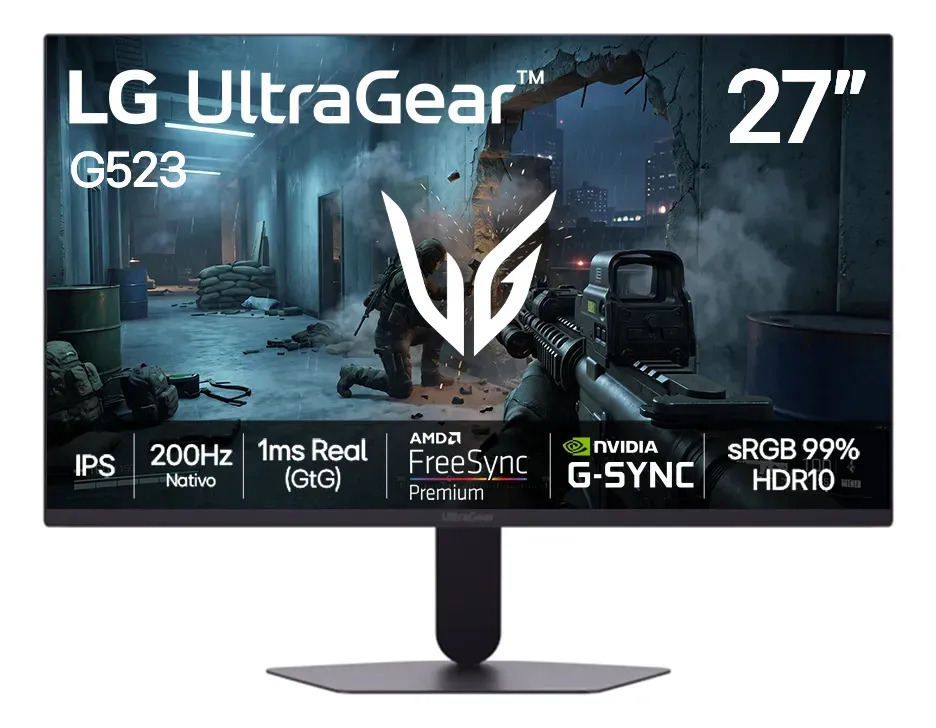 LG UltraGear™
27"
G523
IPS
200Hz
Nativo
1ms Real
(GtG)
AMD
FreeSync
Premium
NVIDIA
G-SYNC
sRGB 99%
HDR10
UltraGear